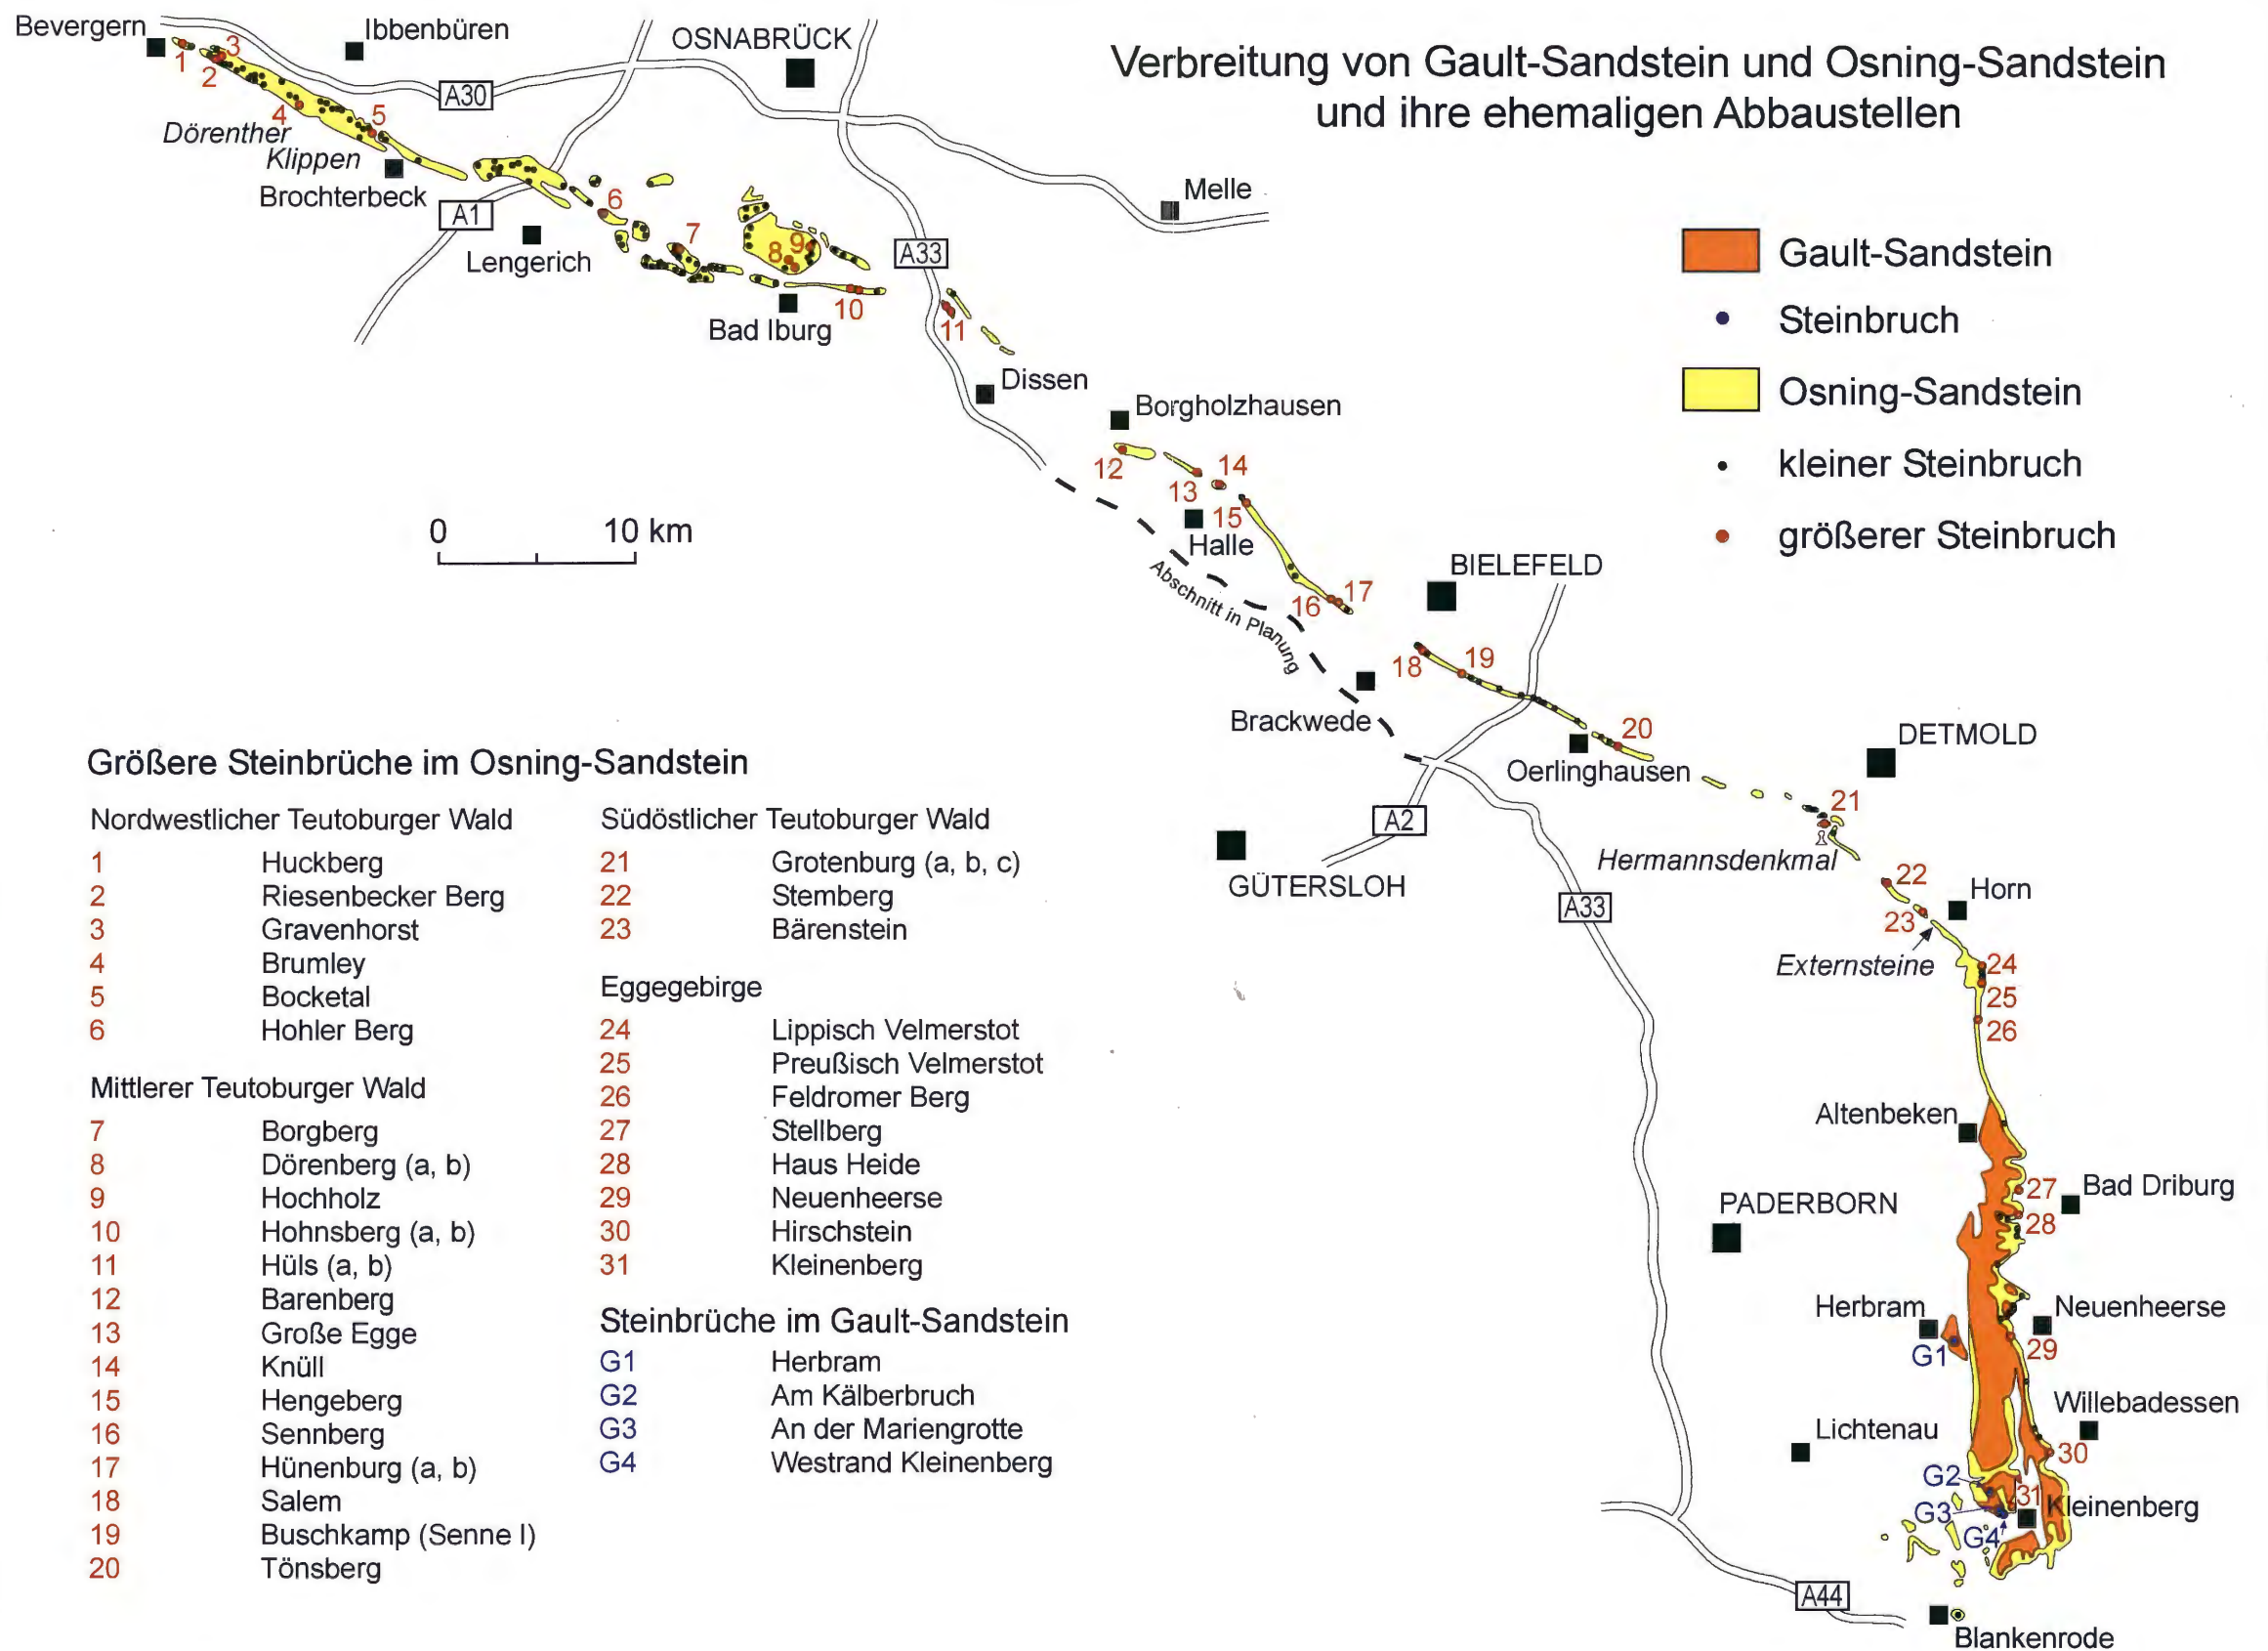 Verbreitung von Gault-Sandstein und Osning-Sandstein
und ihre ehemaligen Abbaustellen
Bevergern
Ibbenbüren
OSNABRÜCK
1
2
3
4
5
A30
Dörenther
Klippen
Brochterbeck
A1
Lengerich
6
7
8
9
10
Bad Iburg
A33
11
Melle
Dissen
Borgholzhausen
12
13
14
15
Halle
16
17
Abschnitt in Planung
0
10 km
Gault-Sandstein
Steinbruch
Osning-Sandstein
kleiner Steinbruch
größerer Steinbruch
BIELEFELD
18
19
Brackwede
20
Oerlinghausen
A2
GÜTERSLOH
DETMOLD
21
Hermannsdenkmal
A33
22
Horn
23
Externsteine
24
25
26
Altenbeken
27
Bad Driburg
28
PADERBORN
Herbram
G1
Neuenheerse
29
Willebadessen
Lichtenau
30
G2
31
Kleinenberg
G3
G4
A44
Blankenrode
Größere Steinbrüche im Osning-Sandstein
Nordwestlicher Teutoburger Wald
1 Huckberg
2 Riesenbecker Berg
3 Gravenhorst
4 Brumley
5 Bocketal
6 Hohler Berg
Mittlerer Teutoburger Wald
7 Borgberg
8 Dörenberg (a, b)
9 Hochholz
10 Hohnsberg (a, b)
11 Hüls (a, b)
12 Barenberg
13 Große Egge
14 Knüll
15 Hengeberg
16 Sennberg
17 Hünenburg (a, b)
18 Salem
19 Buschkamp (Senne I)
20 Tönsberg
Südöstlicher Teutoburger Wald
21 Grotenburg (a, b, c)
22 Stemberg
23 Bärenstein
Eggegebirge
24 Lippisch Velmerstot
25 Preußisch Velmerstot
26 Feldromer Berg
27 Stellberg
28 Haus Heide
29 Neuenheerse
30 Hirschstein
31 Kleinenberg
Steinbrüche im Gault-Sandstein
G1 Herbram
G2 Am Kälberbruch
G3 An der Mariengrotte
G4 Westrand Kleinenberg